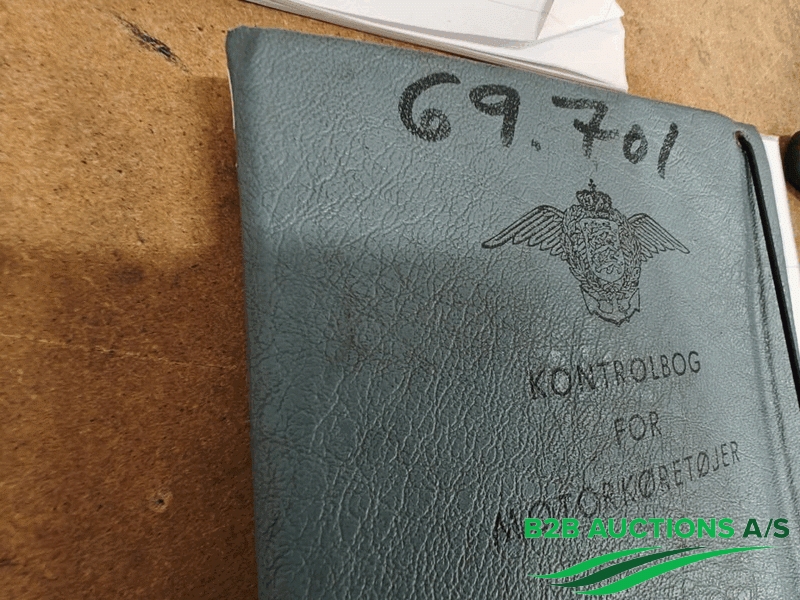 69.701
KONTROLBOG
FOR
MOTORKØRETØJER
B2B AUCTIONS A/S